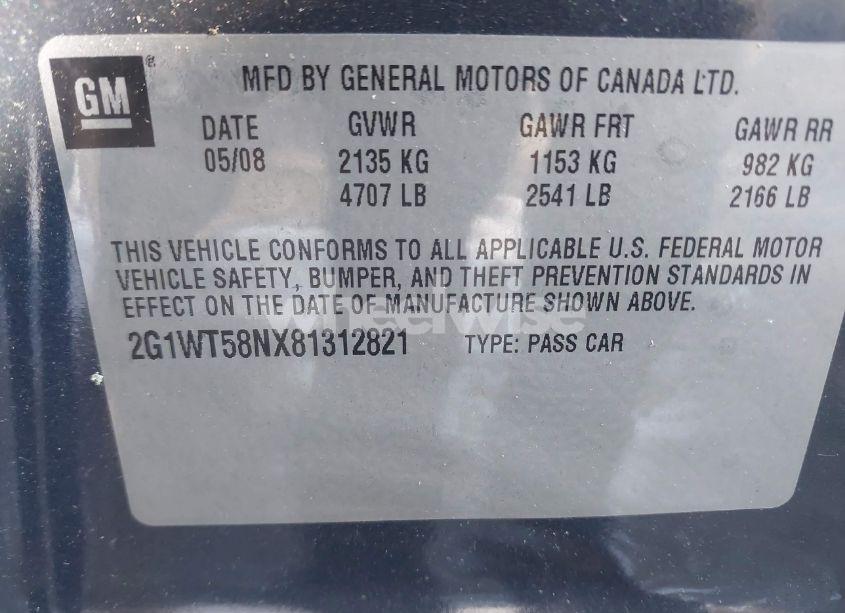 GM
MFD BY GENERAL MOTORS OF CANADA LTD.
DATE GVWR GAWR FRT GAWR RR
05/08 2135 KG 1153 KG 982 KG
4707 LB 2541 LB 2166 LB
THIS VEHICLE CONFORMS TO ALL APPLICABLE U.S. FEDERAL MOTOR
VEHICLE SAFETY, BUMPER, AND THEFT PREVENTION STANDARDS IN
EFFECT ON THE DATE OF MANUFACTURE SHOWN ABOVE.
wheelwise
2G1WT58NX81312821 TYPE: PASS CAR